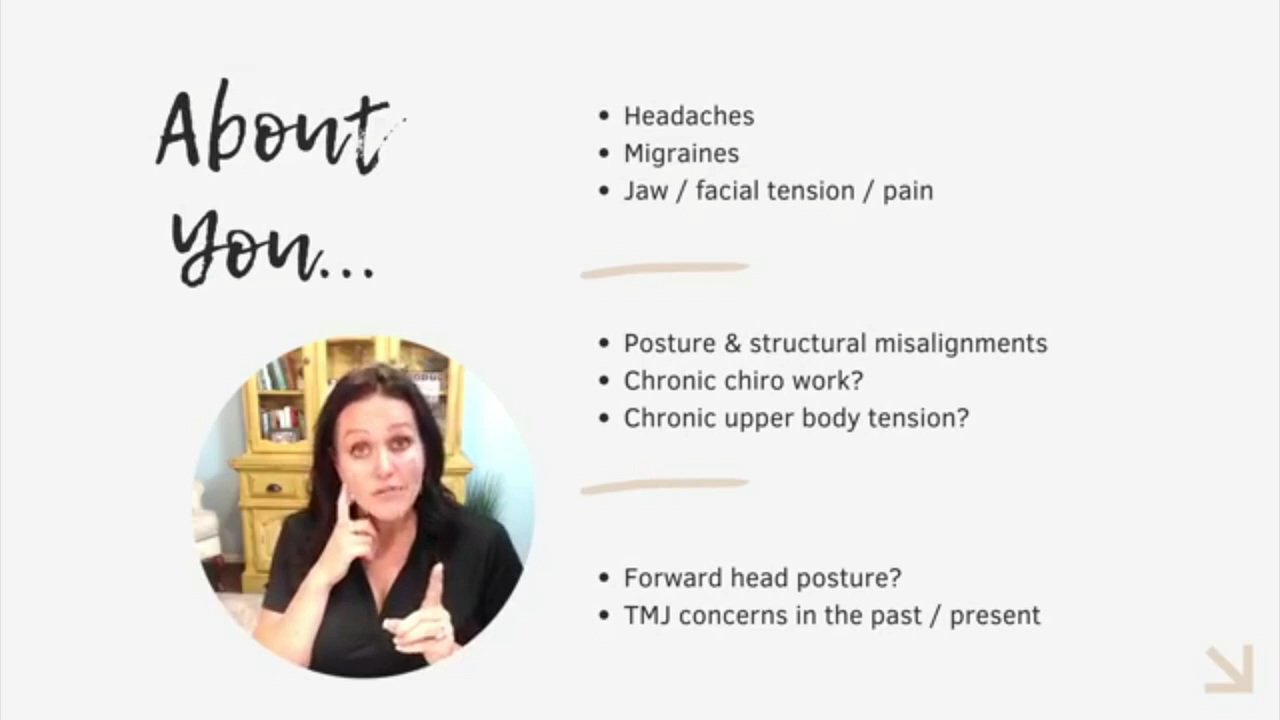 About
You...
• Headaches
• Migraines
• Jaw / facial tension / pain
• Posture & structural misalignments
• Chronic chiro work?
• Chronic upper body tension?
• Forward head posture?
• TMJ concerns in the past / present